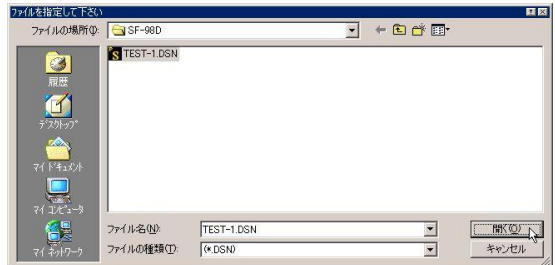 ファイルを指定して下さい
ファイルの場所(I):
SF-98D
TEST-1.DSN
履歴
デスクトップ
マイ ドキュメント
マイ コンピュータ
マイ ネットワーク
ファイル名(N):
TEST-1.DSN
開く(O)
ファイルの種類(T):
(*.DSN)
キャンセル